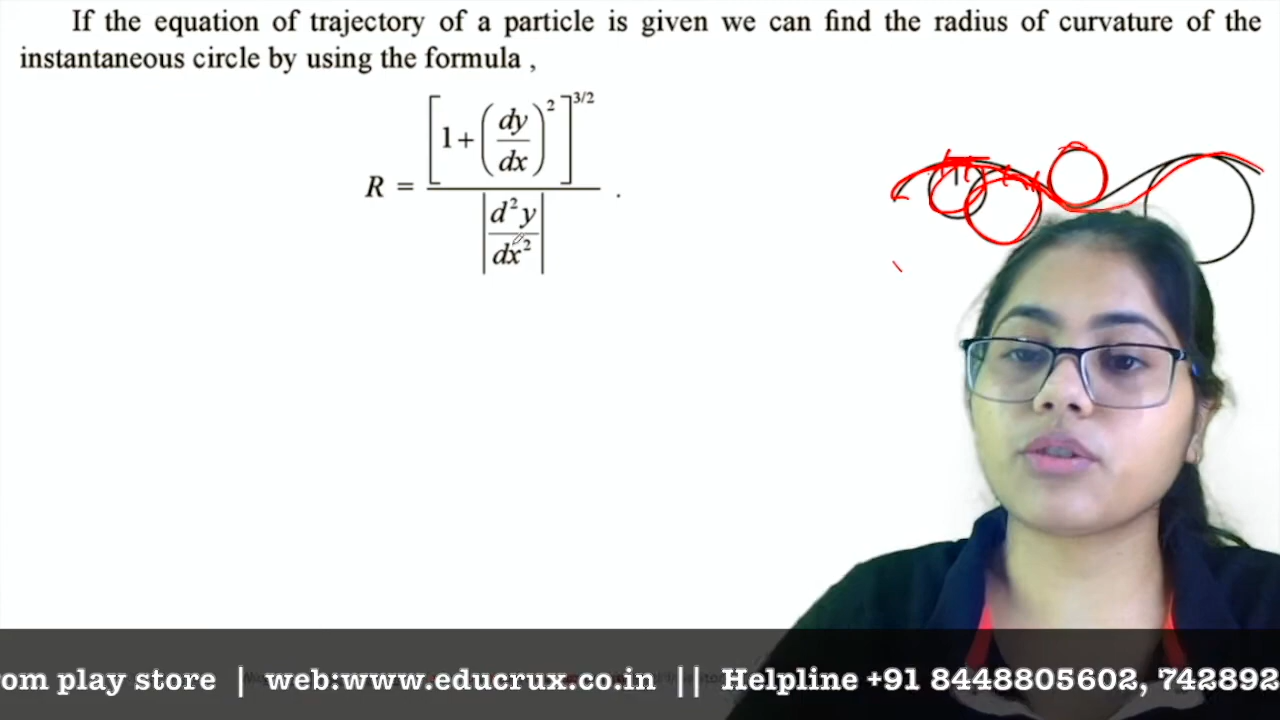 If the equation of trajectory of a particle is given we can find the radius of curvature of the
instantaneous circle by using the formula ,
R = [1 + (dy/dx)^2]^{3/2} / |d^2y/dx^2| .
rom play store | web:www.educrux.co.in || Helpline +91 8448805602, 742892